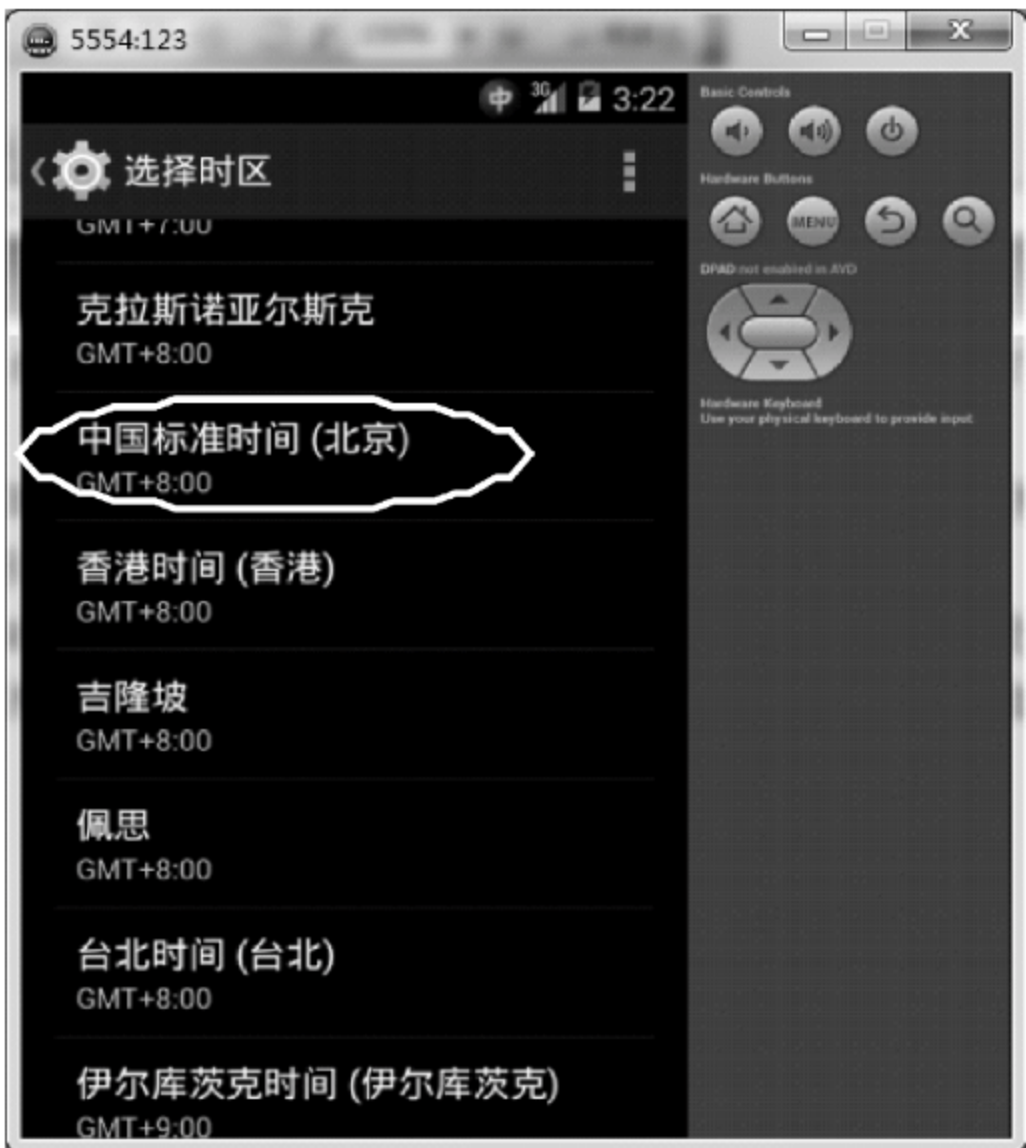 5554:123
中 3G 3:22
选择时区
GMT+7:00
克拉斯诺亚尔斯克
GMT+8:00
中国标准时间 (北京)
GMT+8:00
香港时间 (香港)
GMT+8:00
吉隆坡
GMT+8:00
佩思
GMT+8:00
台北时间 (台北)
GMT+8:00
伊尔库茨克时间 (伊尔库茨克)
GMT+9:00
Basic Controls
Hardware Buttons
MENU
DPAD not enabled in AVD
Hardware Keyboard
Use your physical keyboard to provide input